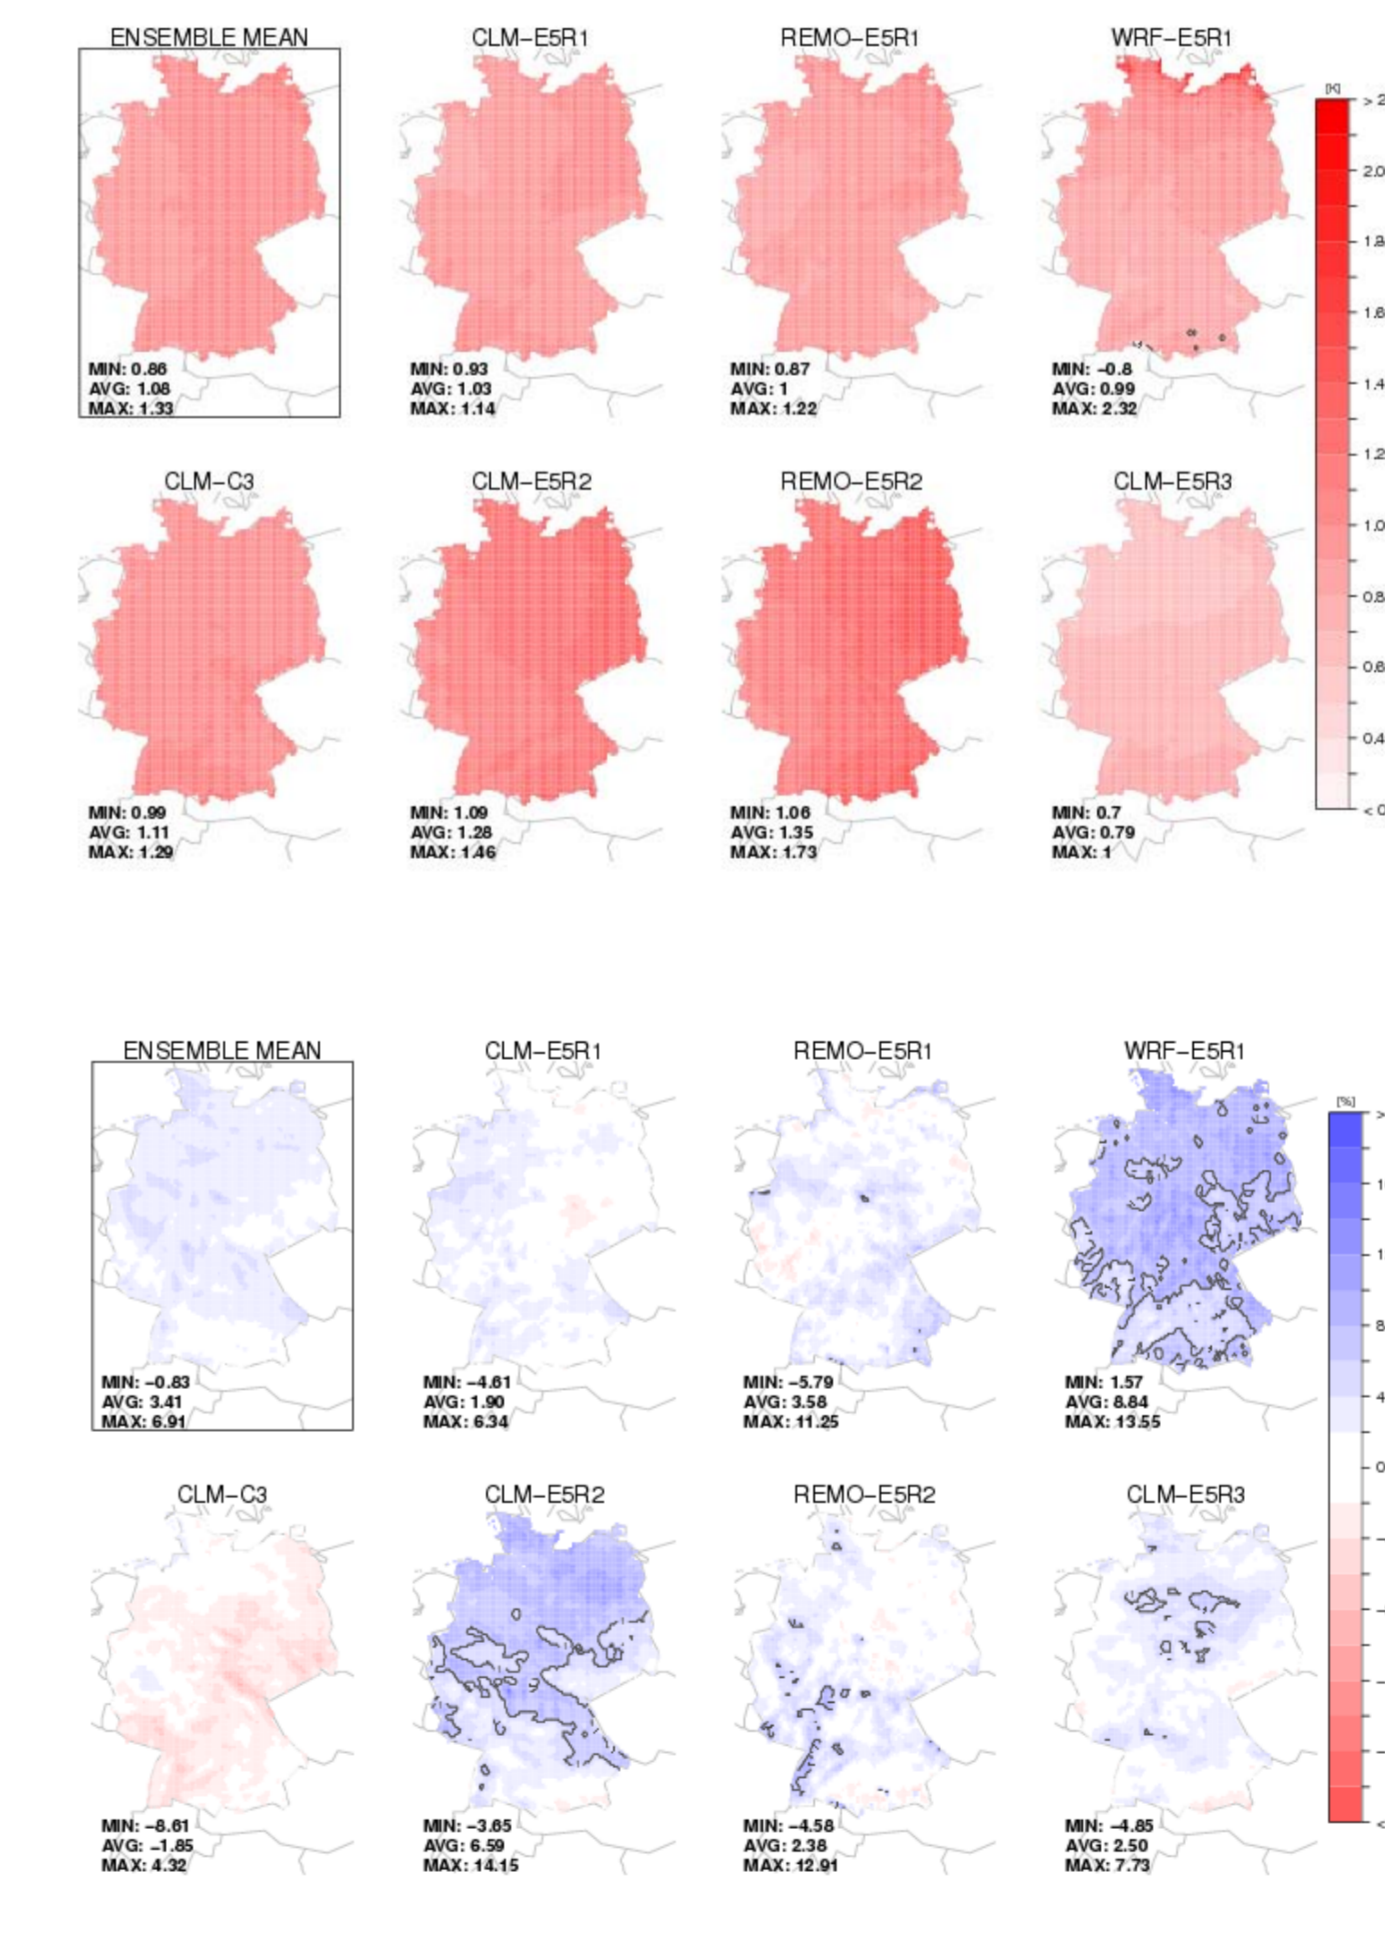 ENSEMBLE MEAN
CLM–E5R1
REMO–E5R1
WRF–E5R1
[K]
> 2
2.0
1.8
1.6
1.4
1.2
1.0
0.8
0.6
0.4
< 0
MIN: 0.86
AVG: 1.08
MAX: 1.33
MIN: 0.93
AVG: 1.03
MAX: 1.14
MIN: 0.87
AVG: 1
MAX: 1.22
MIN: –0.8
AVG: 0.99
MAX: 2.32
CLM–C3
CLM–E5R2
REMO–E5R2
CLM–E5R3
MIN: 0.99
AVG: 1.11
MAX: 1.29
MIN: 1.09
AVG: 1.28
MAX: 1.46
MIN: 1.06
AVG: 1.35
MAX: 1.73
MIN: 0.7
AVG: 0.79
MAX: 1
ENSEMBLE MEAN
CLM–E5R1
REMO–E5R1
WRF–E5R1
[%]
>
1
1
8
4
0
–
–
–
–
<
MIN: –0.83
AVG: 3.41
MAX: 6.91
MIN: –4.61
AVG: 1.90
MAX: 6.34
MIN: –5.79
AVG: 3.58
MAX: 11.25
MIN: 1.57
AVG: 8.84
MAX: 13.55
CLM–C3
CLM–E5R2
REMO–E5R2
CLM–E5R3
MIN: –8.61
AVG: –1.85
MAX: 4.32
MIN: –3.65
AVG: 6.59
MAX: 14.15
MIN: –4.58
AVG: 2.38
MAX: 12.91
MIN: –4.85
AVG: 2.50
MAX: 7.73